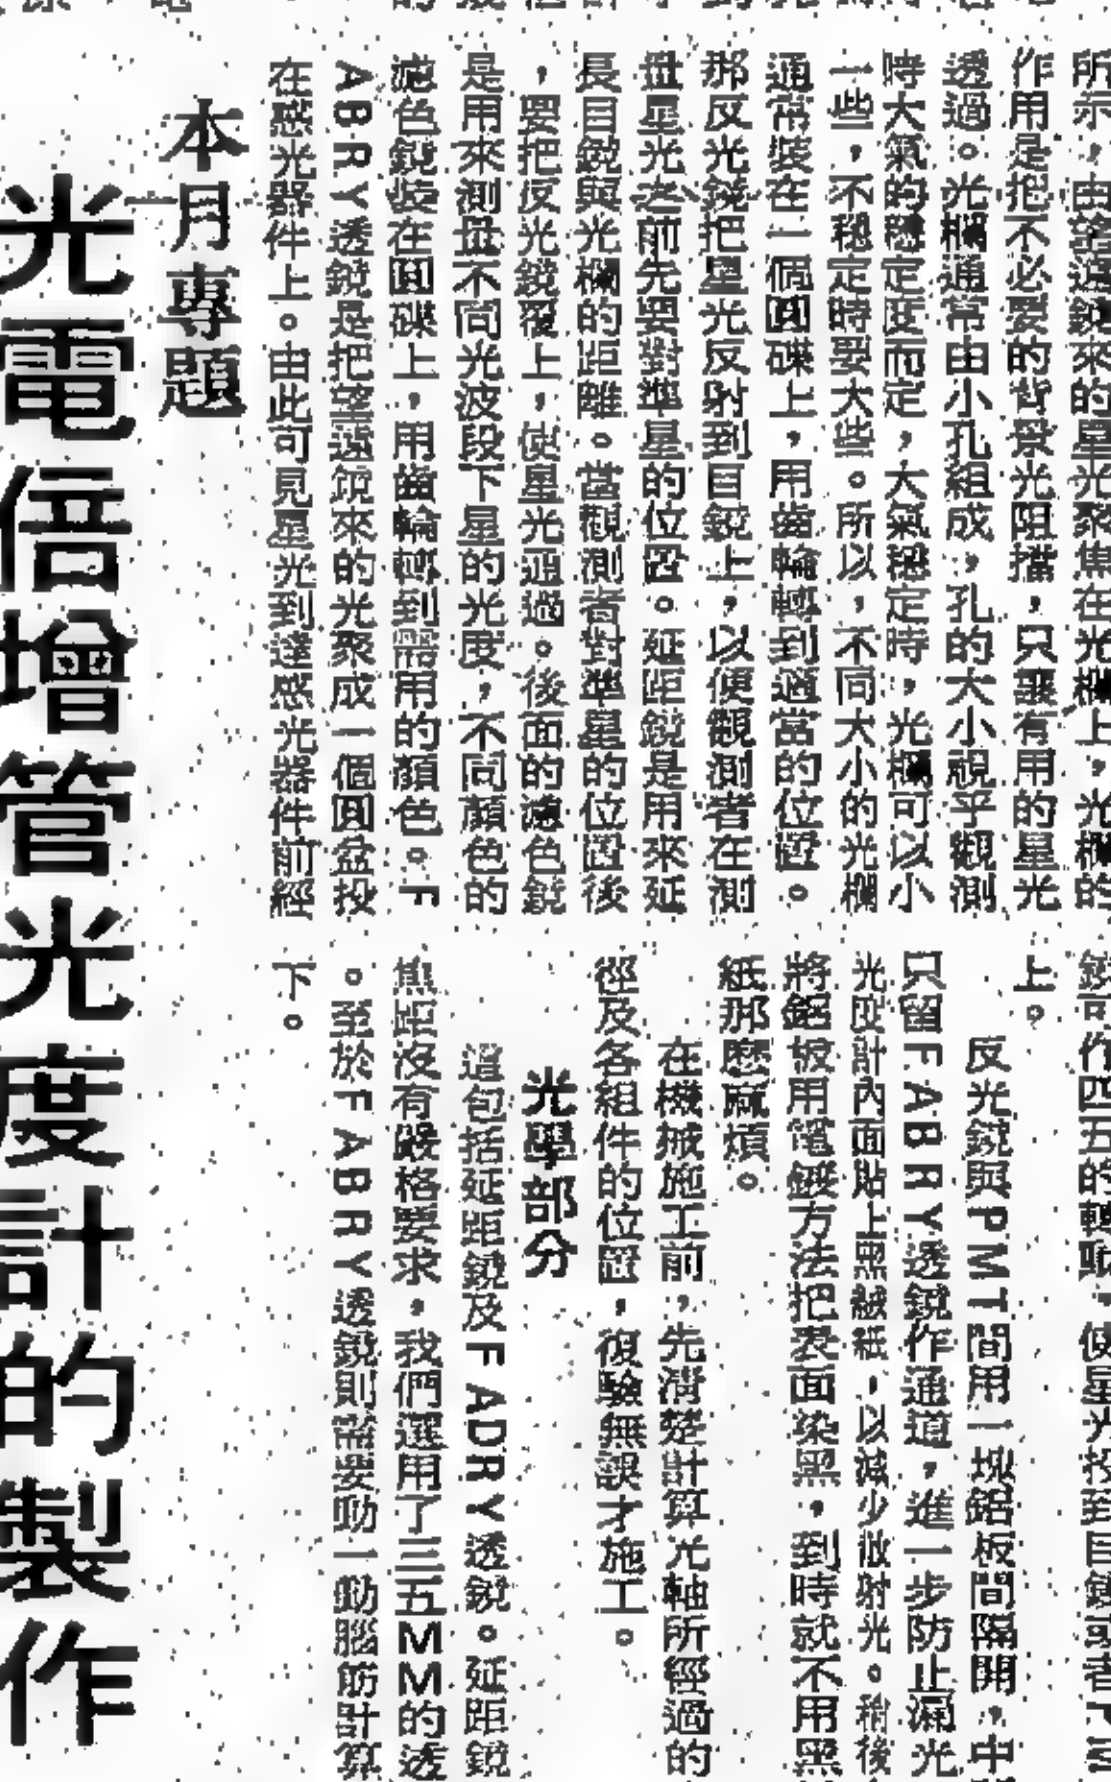 所示，由望遠鏡來的星光聚焦在光欄上，光欄的
作用是把不必要的背景光阻擋，只讓有用的星光
透過。光欄通常由小孔組成，孔的大小視乎觀測
時大氣的穩定度而定，大氣穩定時，光欄可以小
一些，不穩定時要大些。所以，不同大小的光欄
通常裝在一個圓碟上，用齒輪轉到適當的位置。
那反光鏡把星光反射到目鏡上，以便觀測者在測
量星光之前先要對準星的位置。延距鏡是用來延
長目鏡與光欄的距離。當觀測者對準星的位置後
，要把反光鏡覆上，使星光通過。後面的濾色鏡
是用來測量不同光波段下星的光度，不同顏色的
濾色鏡裝在圓碟上，用齒輪轉到需用的顏色。F
ABRY透鏡是把望遠鏡來的光聚成一個圓盆投
在感光器件上。由此可見星光到達感光器件前經
本月專題
光電倍增管光度計的製作
鏡可作四五的轉動，使星光投到目鏡或者PM
上。
反光鏡與PMT間用一塊鋁板間隔開，中
只留FABRY透鏡作通道，進一步防止漏光
光度計內面貼上黑絨紙，以減少散射光。稍後
將鋁板用電鍍方法把表面染黑，到時就不用黑
紙那麼麻煩。
在機械施工前，先清楚計算光軸所經過的
徑及各組件的位置，復驗無誤才施工。
光學部分
這包括延距鏡及FADRY透鏡。延距鏡
焦距沒有嚴格要求，我們選用了三五MM的透
。至於FABRY透鏡則需要動一動腦筋計算
下。